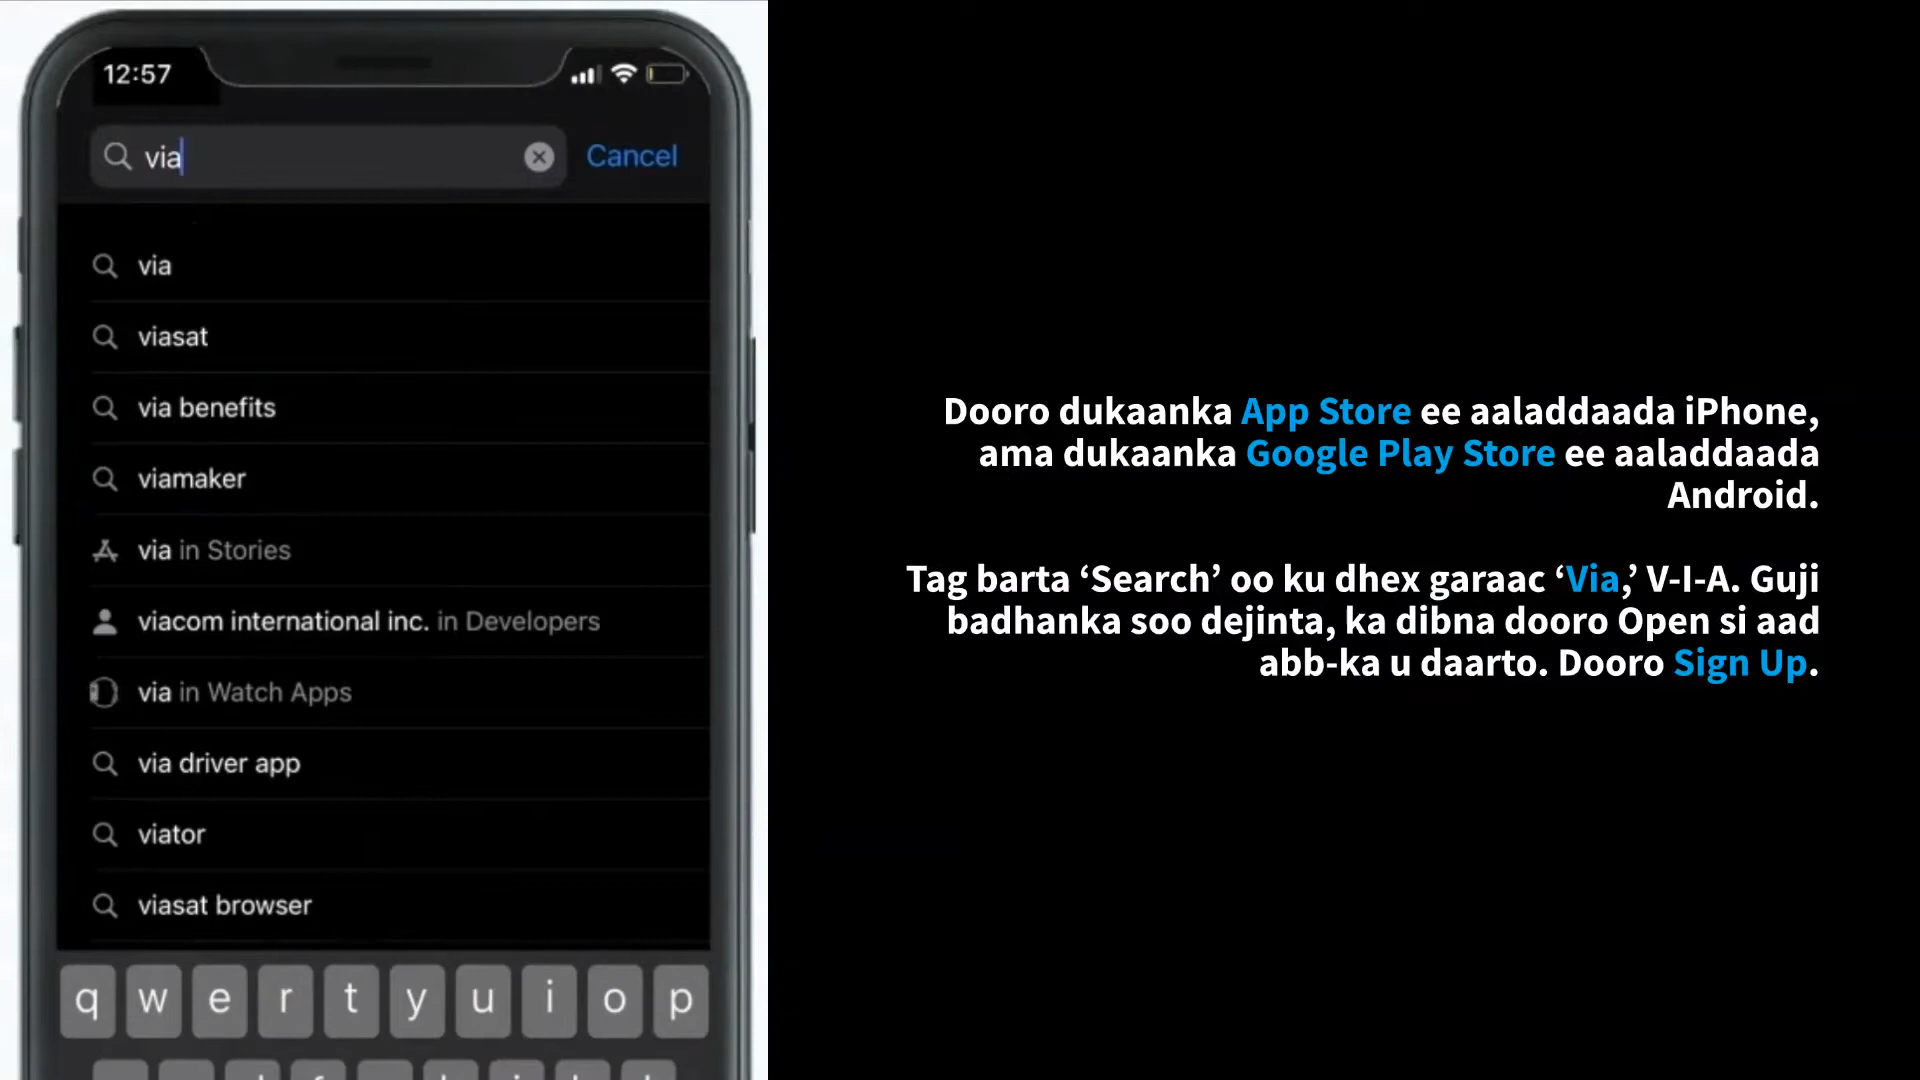 12:57
via
Cancel
via
viasat
via benefits
viamaker
via in Stories
viacom international inc. in Developers
via in Watch Apps
via driver app
viator
viasat browser
q w e r t y u i o p
Dooro dukaanka App Store ee aaladdaada iPhone,
ama dukaanka Google Play Store ee aaladdaada
Android.
Tag barta ‘Search’ oo ku dhex garaac ‘Via,’ V-I-A. Guji
badhanka soo dejinta, ka dibna dooro Open si aad
abb-ka u daarto. Dooro Sign Up.